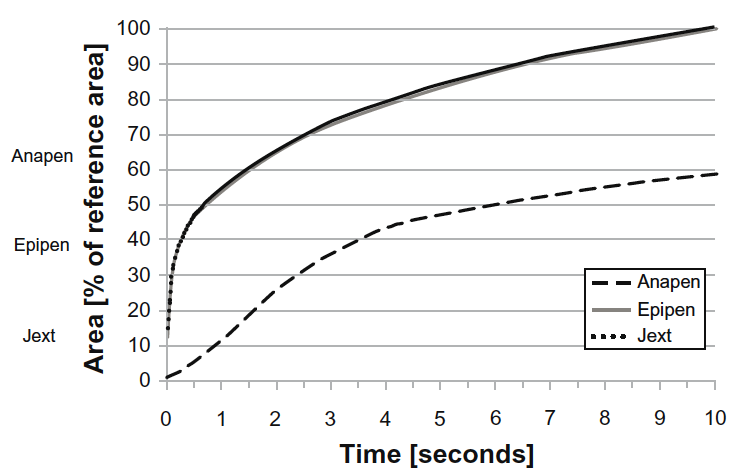 Anapen
Epipen
Jext
Area [% of reference area]
100
90
80
70
60
50
40
30
20
10
0
Anapen
Epipen
Jext
0 1 2 3 4 5 6 7 8 9 10
Time [seconds]